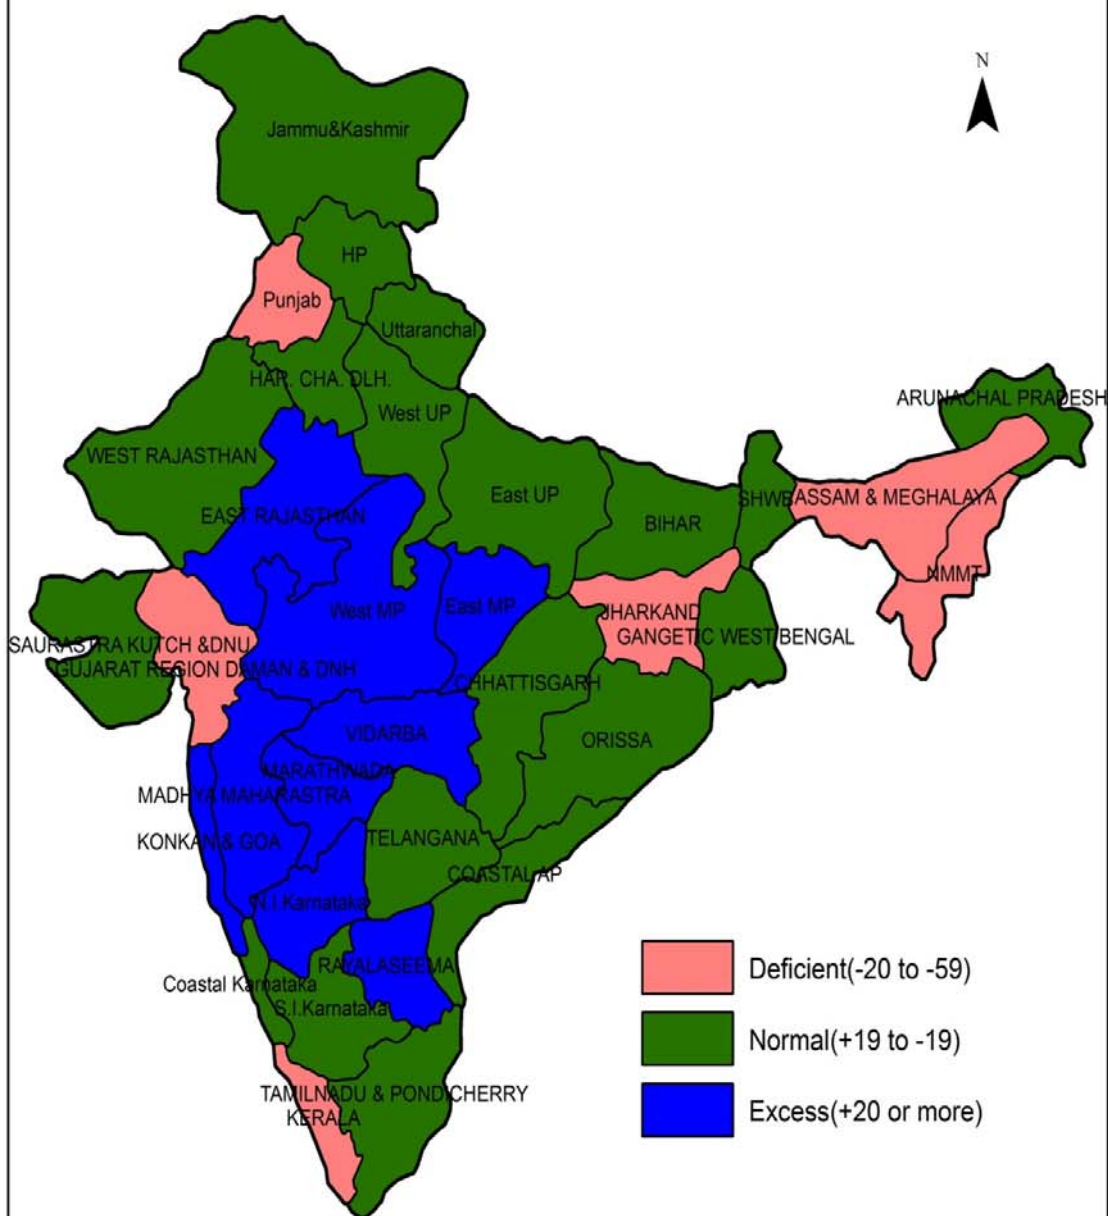 N
Jammu&Kashmir
HP
Punjab
Uttaranchal
HAR. CHA. DLH.
ARUNACHAL PRADESH
West UP
WEST RAJASTHAN
East UP
SHWB
ASSAM & MEGHALAYA
EAST RAJASTHAN
BIHAR
NMMT
East MP
West MP
JHARKAND
GANGETIC WEST BENGAL
SAURASTRA KUTCH &DNU
GUJARAT REGION DAMAN & DNH
CHHATTISGARH
VIDARBA
ORISSA
MARATHWADA
MADHYA MAHARASTRA
TELANGANA
KONKAN & GOA
COASTAL AP
N.I.Karnataka
RAYALASEEMA
Deficient(-20 to -59)
Coastal Karnataka
S.I.Karnataka
Normal(+19 to -19)
TAMILNADU & PONDICHERRY
KERALA
Excess(+20 or more)